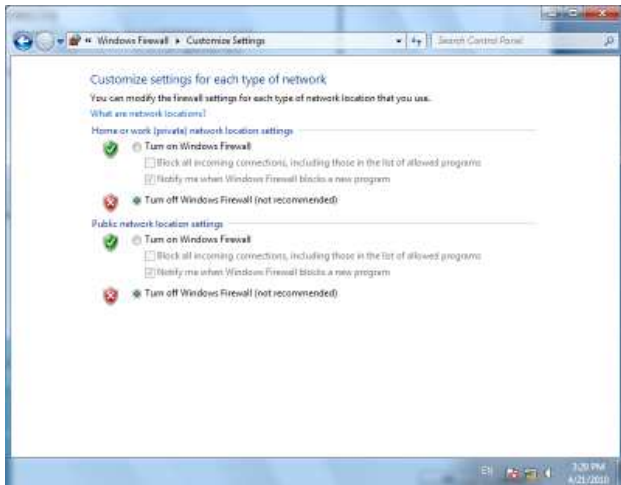 « Windows Firewall ▸ Customize Settings
Search Control Panel
Customize settings for each type of network
You can modify the firewall settings for each type of network location that you use.
What are network locations?
Home or work (private) network location settings
Turn on Windows Firewall
Block all incoming connections, including those in the list of allowed programs
Notify me when Windows Firewall blocks a new program
Turn off Windows Firewall (not recommended)
Public network location settings
Turn on Windows Firewall
Block all incoming connections, including those in the list of allowed programs
Notify me when Windows Firewall blocks a new program
Turn off Windows Firewall (not recommended)
EN
3:20 PM
4/21/2010